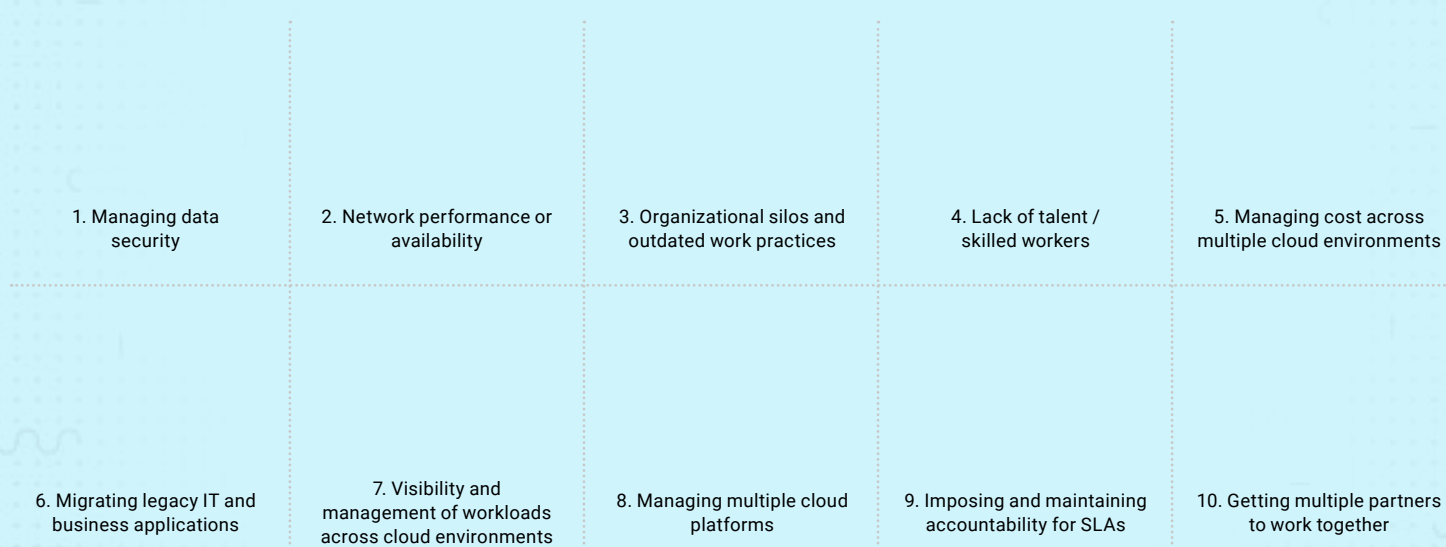 1. Managing data
security
2. Network performance or
availability
3. Organizational silos and
outdated work practices
4. Lack of talent /
skilled workers
5. Managing cost across
multiple cloud environments
6. Migrating legacy IT and
business applications
7. Visibility and
management of workloads
across cloud environments
8. Managing multiple cloud
platforms
9. Imposing and maintaining
accountability for SLAs
10. Getting multiple partners
to work together